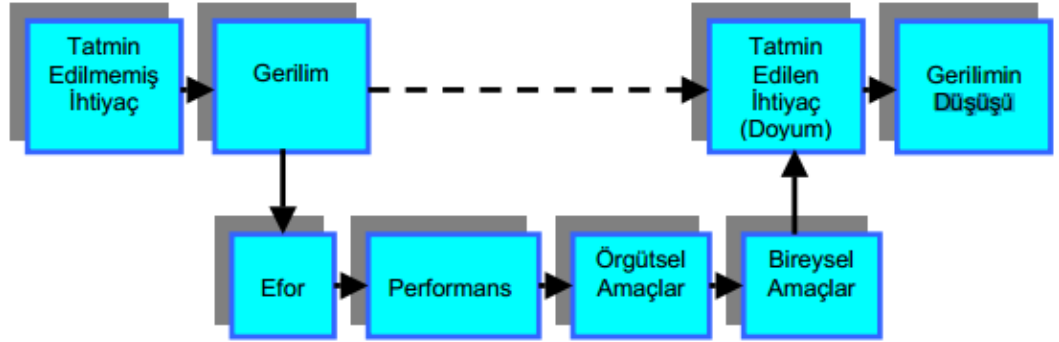 Tatmin
Edilmemiş
İhtiyaç
Gerilim
Tatmin
Edilen
İhtiyaç
(Doyum)
Gerilimin
Düşüşü
Efor
Performans
Örgütsel
Amaçlar
Bireysel
Amaçlar